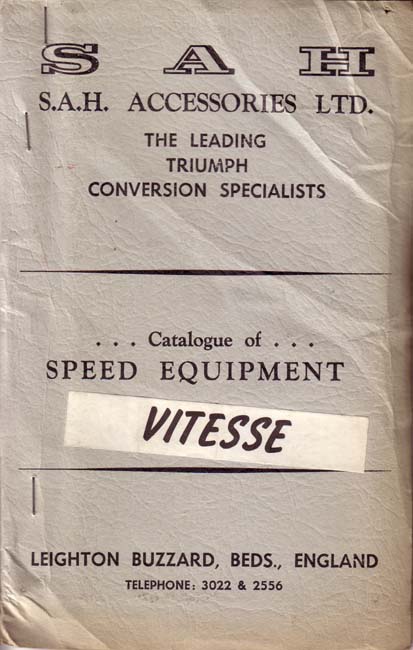 S A H
S.A.H. ACCESSORIES LTD.
THE LEADING
TRIUMPH
CONVERSION SPECIALISTS
. . . Catalogue of . . .
SPEED EQUIPMENT
VITESSE
LEIGHTON BUZZARD, BEDS., ENGLAND
TELEPHONE: 3022 & 2556